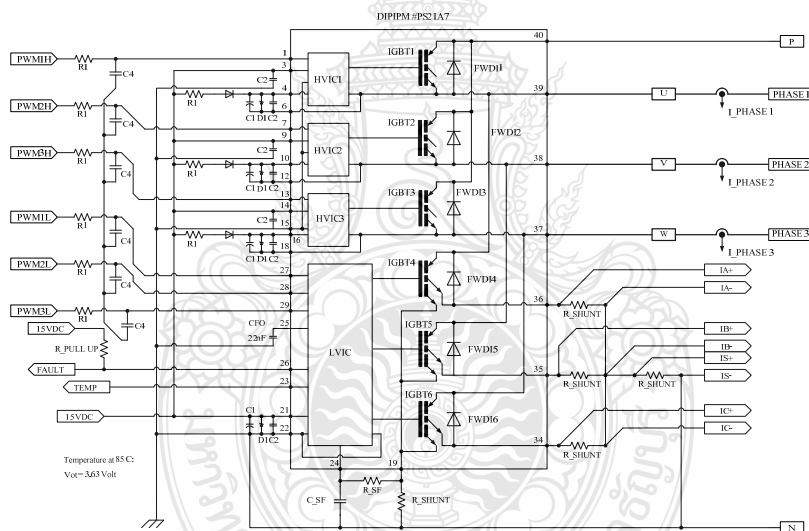 DIPIPM #PS21A7
40
P
PWM1H
R1
C4
1
3
C2
HVIC1
IGBT1
FWDI1
R1
4
6
C1 D1 C2
39
U
PHASE 1
I_PHASE 1
PWM2H
R1
C4
7
9
C2
HVIC2
IGBT2
FWDI2
R1
10
12
C1 D1 C2
38
V
PHASE 2
I_PHASE 2
PWM3H
R1
13
14
C2
15
HVIC3
IGBT3
FWDI3
R1
16
18
C1 D1 C2
37
W
PHASE 3
I_PHASE 3
PWM1L
R1
C4
PWM2L
R1
C4
27
28
IGBT4
FWDI4
36
IA+
IA-
R_SHUNT
PWM3L
R1
C4
29
CFO
22nF
25
15VDC
R_PULL UP
FAULT
26
LVIC
IGBT5
FWDI5
35
IB+
IB-
IS+
IS-
R_SHUNT
R_SHUNT
TEMP
23
15VDC
C1
D1 C2
21
22
IGBT6
FWDI6
34
IC+
IC-
R_SHUNT
Temperature at 85 C:
Vot= 3.63 Volt
24
19
R_SF
C_SF
R_SHUNT
N